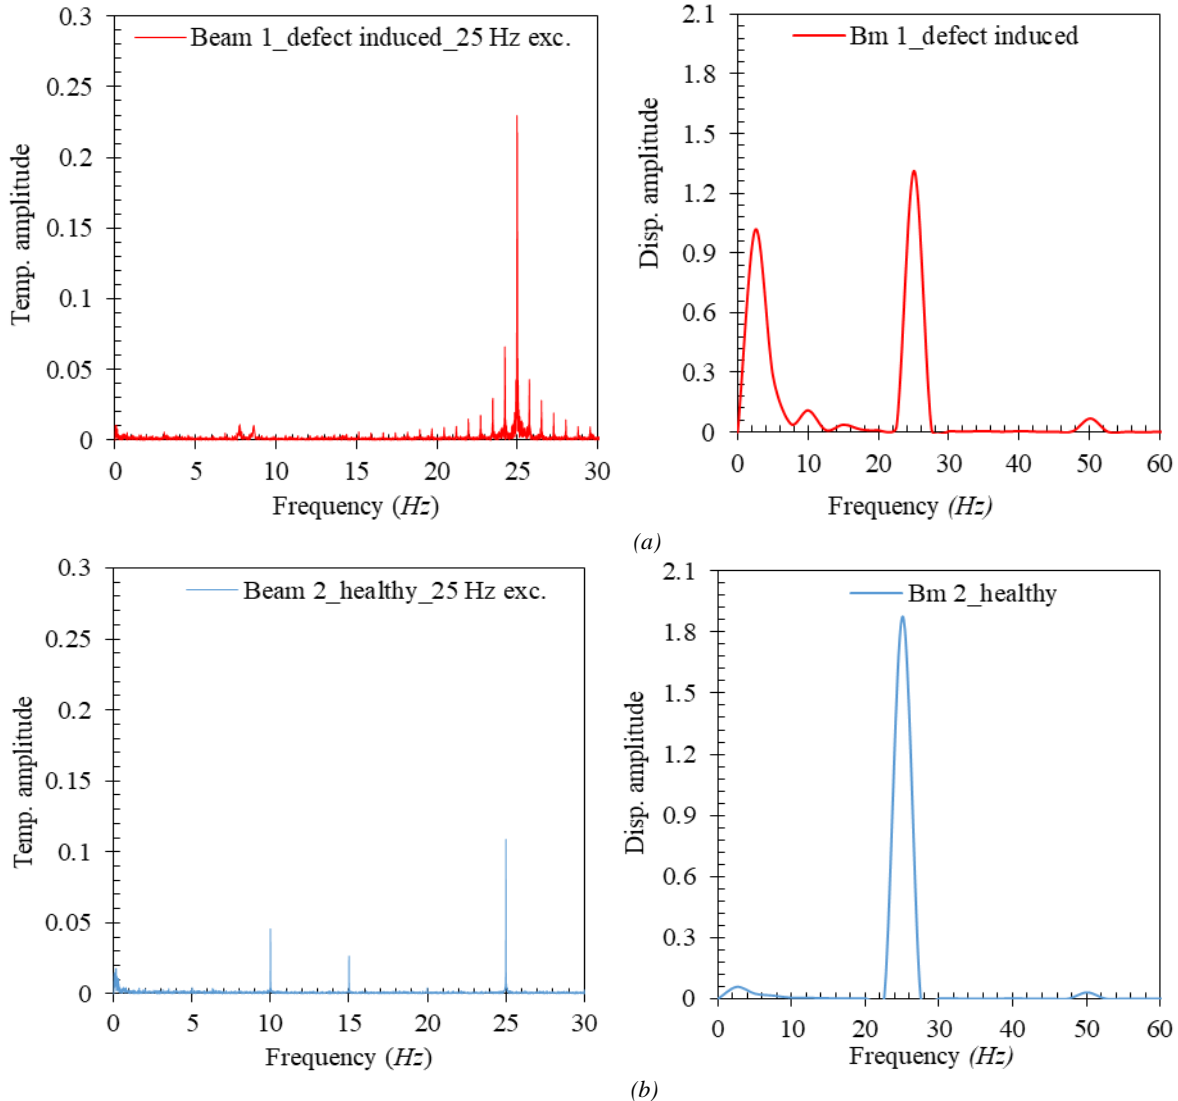 Beam 1_defect induced_25 Hz exc.
Temp. amplitude
0.3
0.25
0.2
0.15
0.1
0.05
0
0 5 10 15 20 25 30
Frequency (Hz)
Bm 1_defect induced
Disp. amplitude
2.1
1.8
1.5
1.2
0.9
0.6
0.3
0
0 10 20 30 40 50 60
Frequency (Hz)
(a)
Beam 2_healthy_25 Hz exc.
Temp. amplitude
0.3
0.25
0.2
0.15
0.1
0.05
0
0 5 10 15 20 25 30
Frequency (Hz)
Bm 2_healthy
Disp. amplitude
2.1
1.8
1.5
1.2
0.9
0.6
0.3
0
0 10 20 30 40 50 60
Frequency (Hz)
(b)